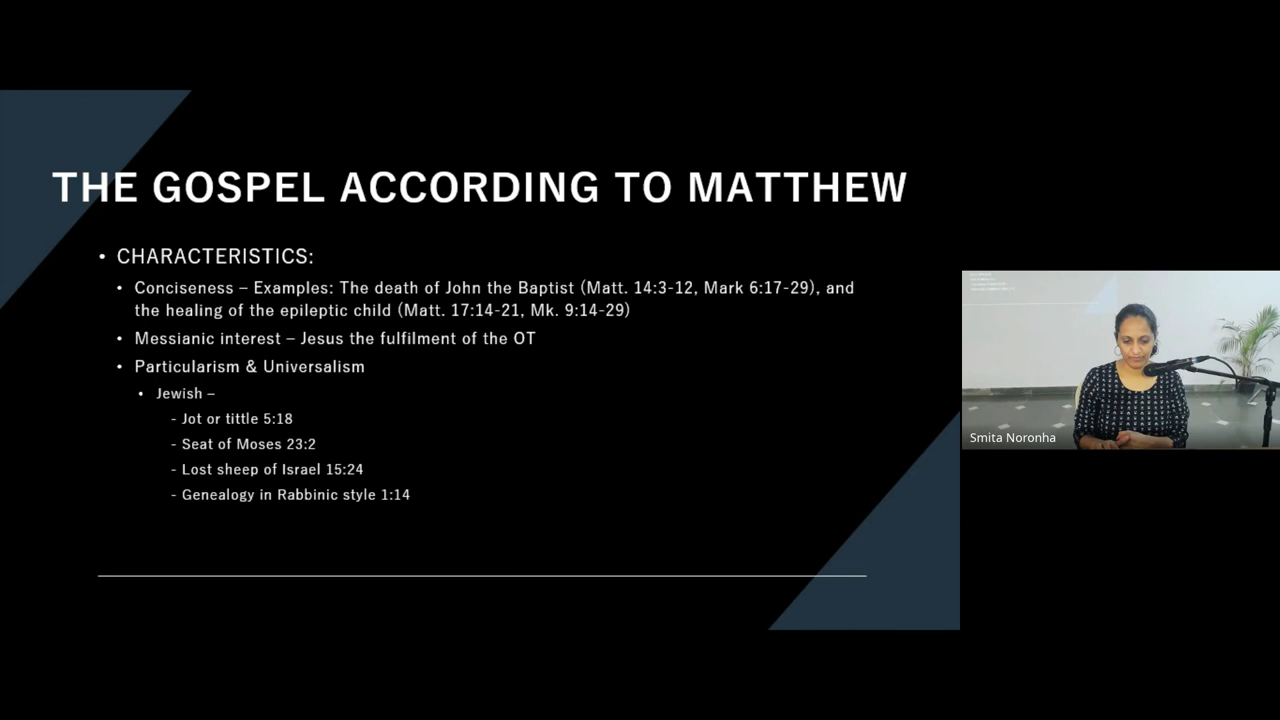 THE GOSPEL ACCORDING TO MATTHEW
• CHARACTERISTICS:
• Conciseness – Examples: The death of John the Baptist (Matt. 14:3-12, Mark 6:17-29), and
the healing of the epileptic child (Matt. 17:14-21, Mk. 9:14-29)
• Messianic interest – Jesus the fulfilment of the OT
• Particularism & Universalism
• Jewish –
- Jot or tittle 5:18
- Seat of Moses 23:2
- Lost sheep of Israel 15:24
- Genealogy in Rabbinic style 1:14
Smita Noronha